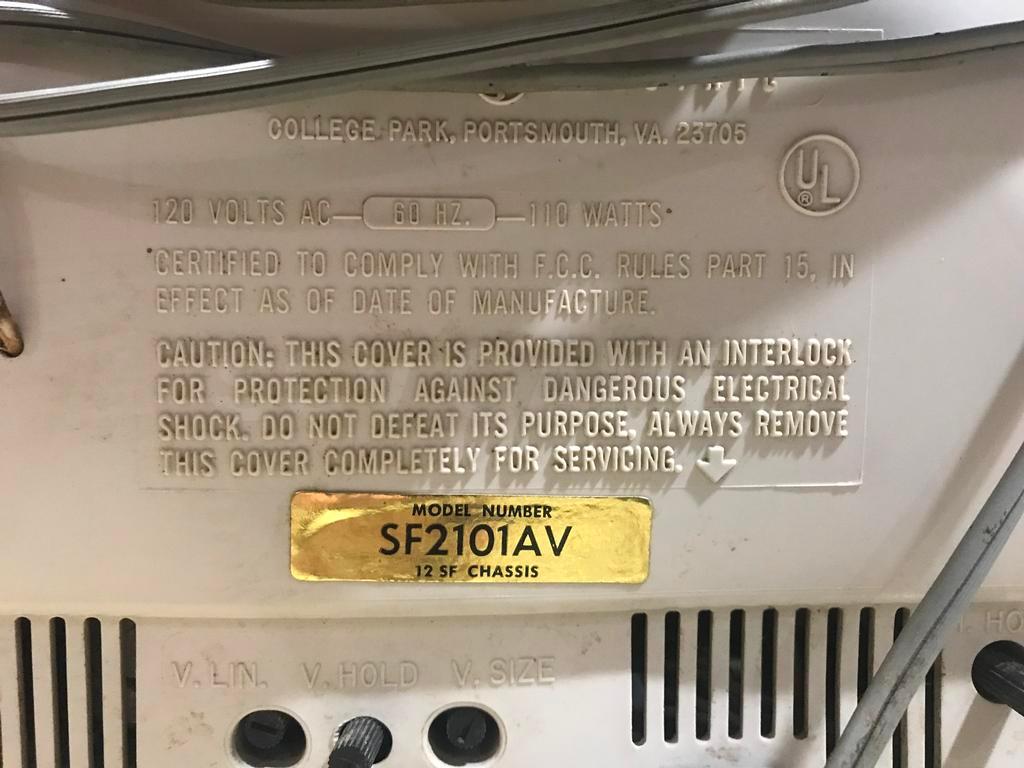 COLLEGE PARK, PORTSMOUTH, VA. 23705
UL
®
120 VOLTS AC—60 HZ.—110 WATTS
CERTIFIED TO COMPLY WITH F.C.C. RULES PART 15, IN
EFFECT AS OF DATE OF MANUFACTURE.
CAUTION: THIS COVER IS PROVIDED WITH AN INTERLOCK
FOR PROTECTION AGAINST DANGEROUS ELECTRICAL
SHOCK. DO NOT DEFEAT ITS PURPOSE, ALWAYS REMOVE
THIS COVER COMPLETELY FOR SERVICING.
MODEL NUMBER
SF2101AV
12 SF CHASSIS
V. LIN. V. HOLD V. SIZE